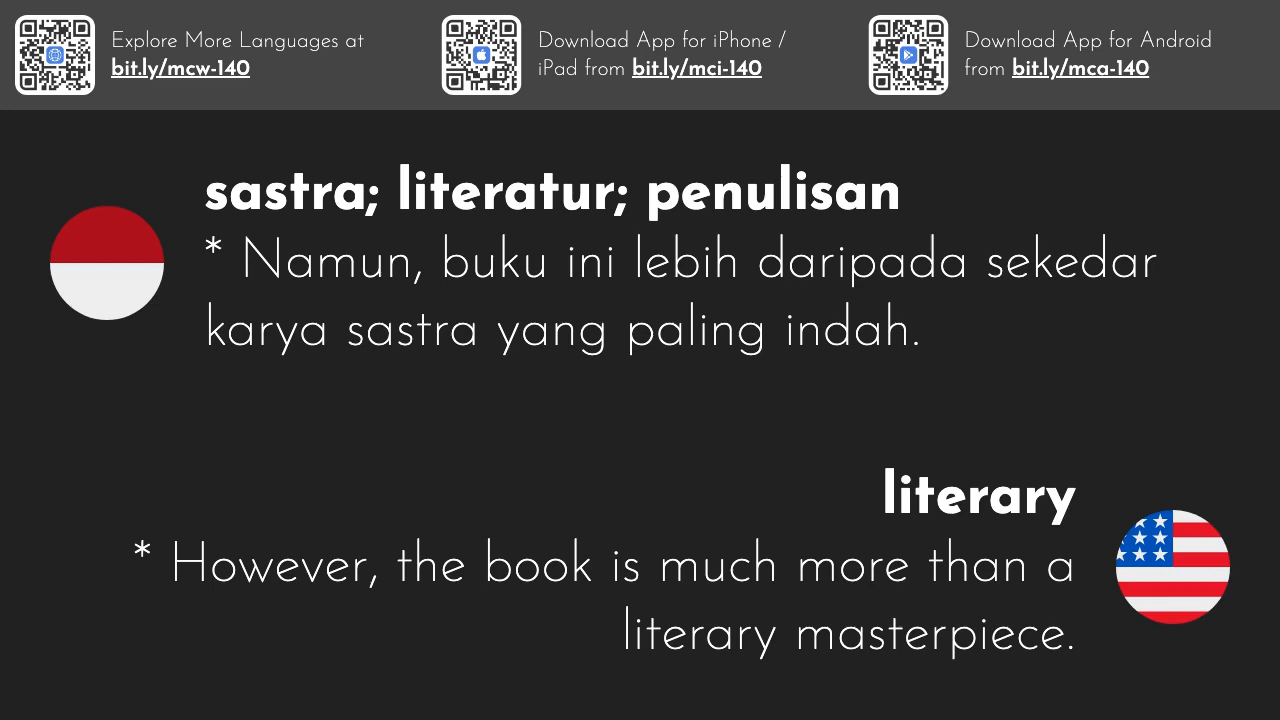 Explore More Languages at
bit.ly/mcw-140
Download App for iPhone /
iPad from bit.ly/mci-140
Download App for Android
from bit.ly/mca-140
sastra; literatur; penulisan
* Namun, buku ini lebih daripada sekedar
karya sastra yang paling indah.
literary
* However, the book is much more than a
literary masterpiece.